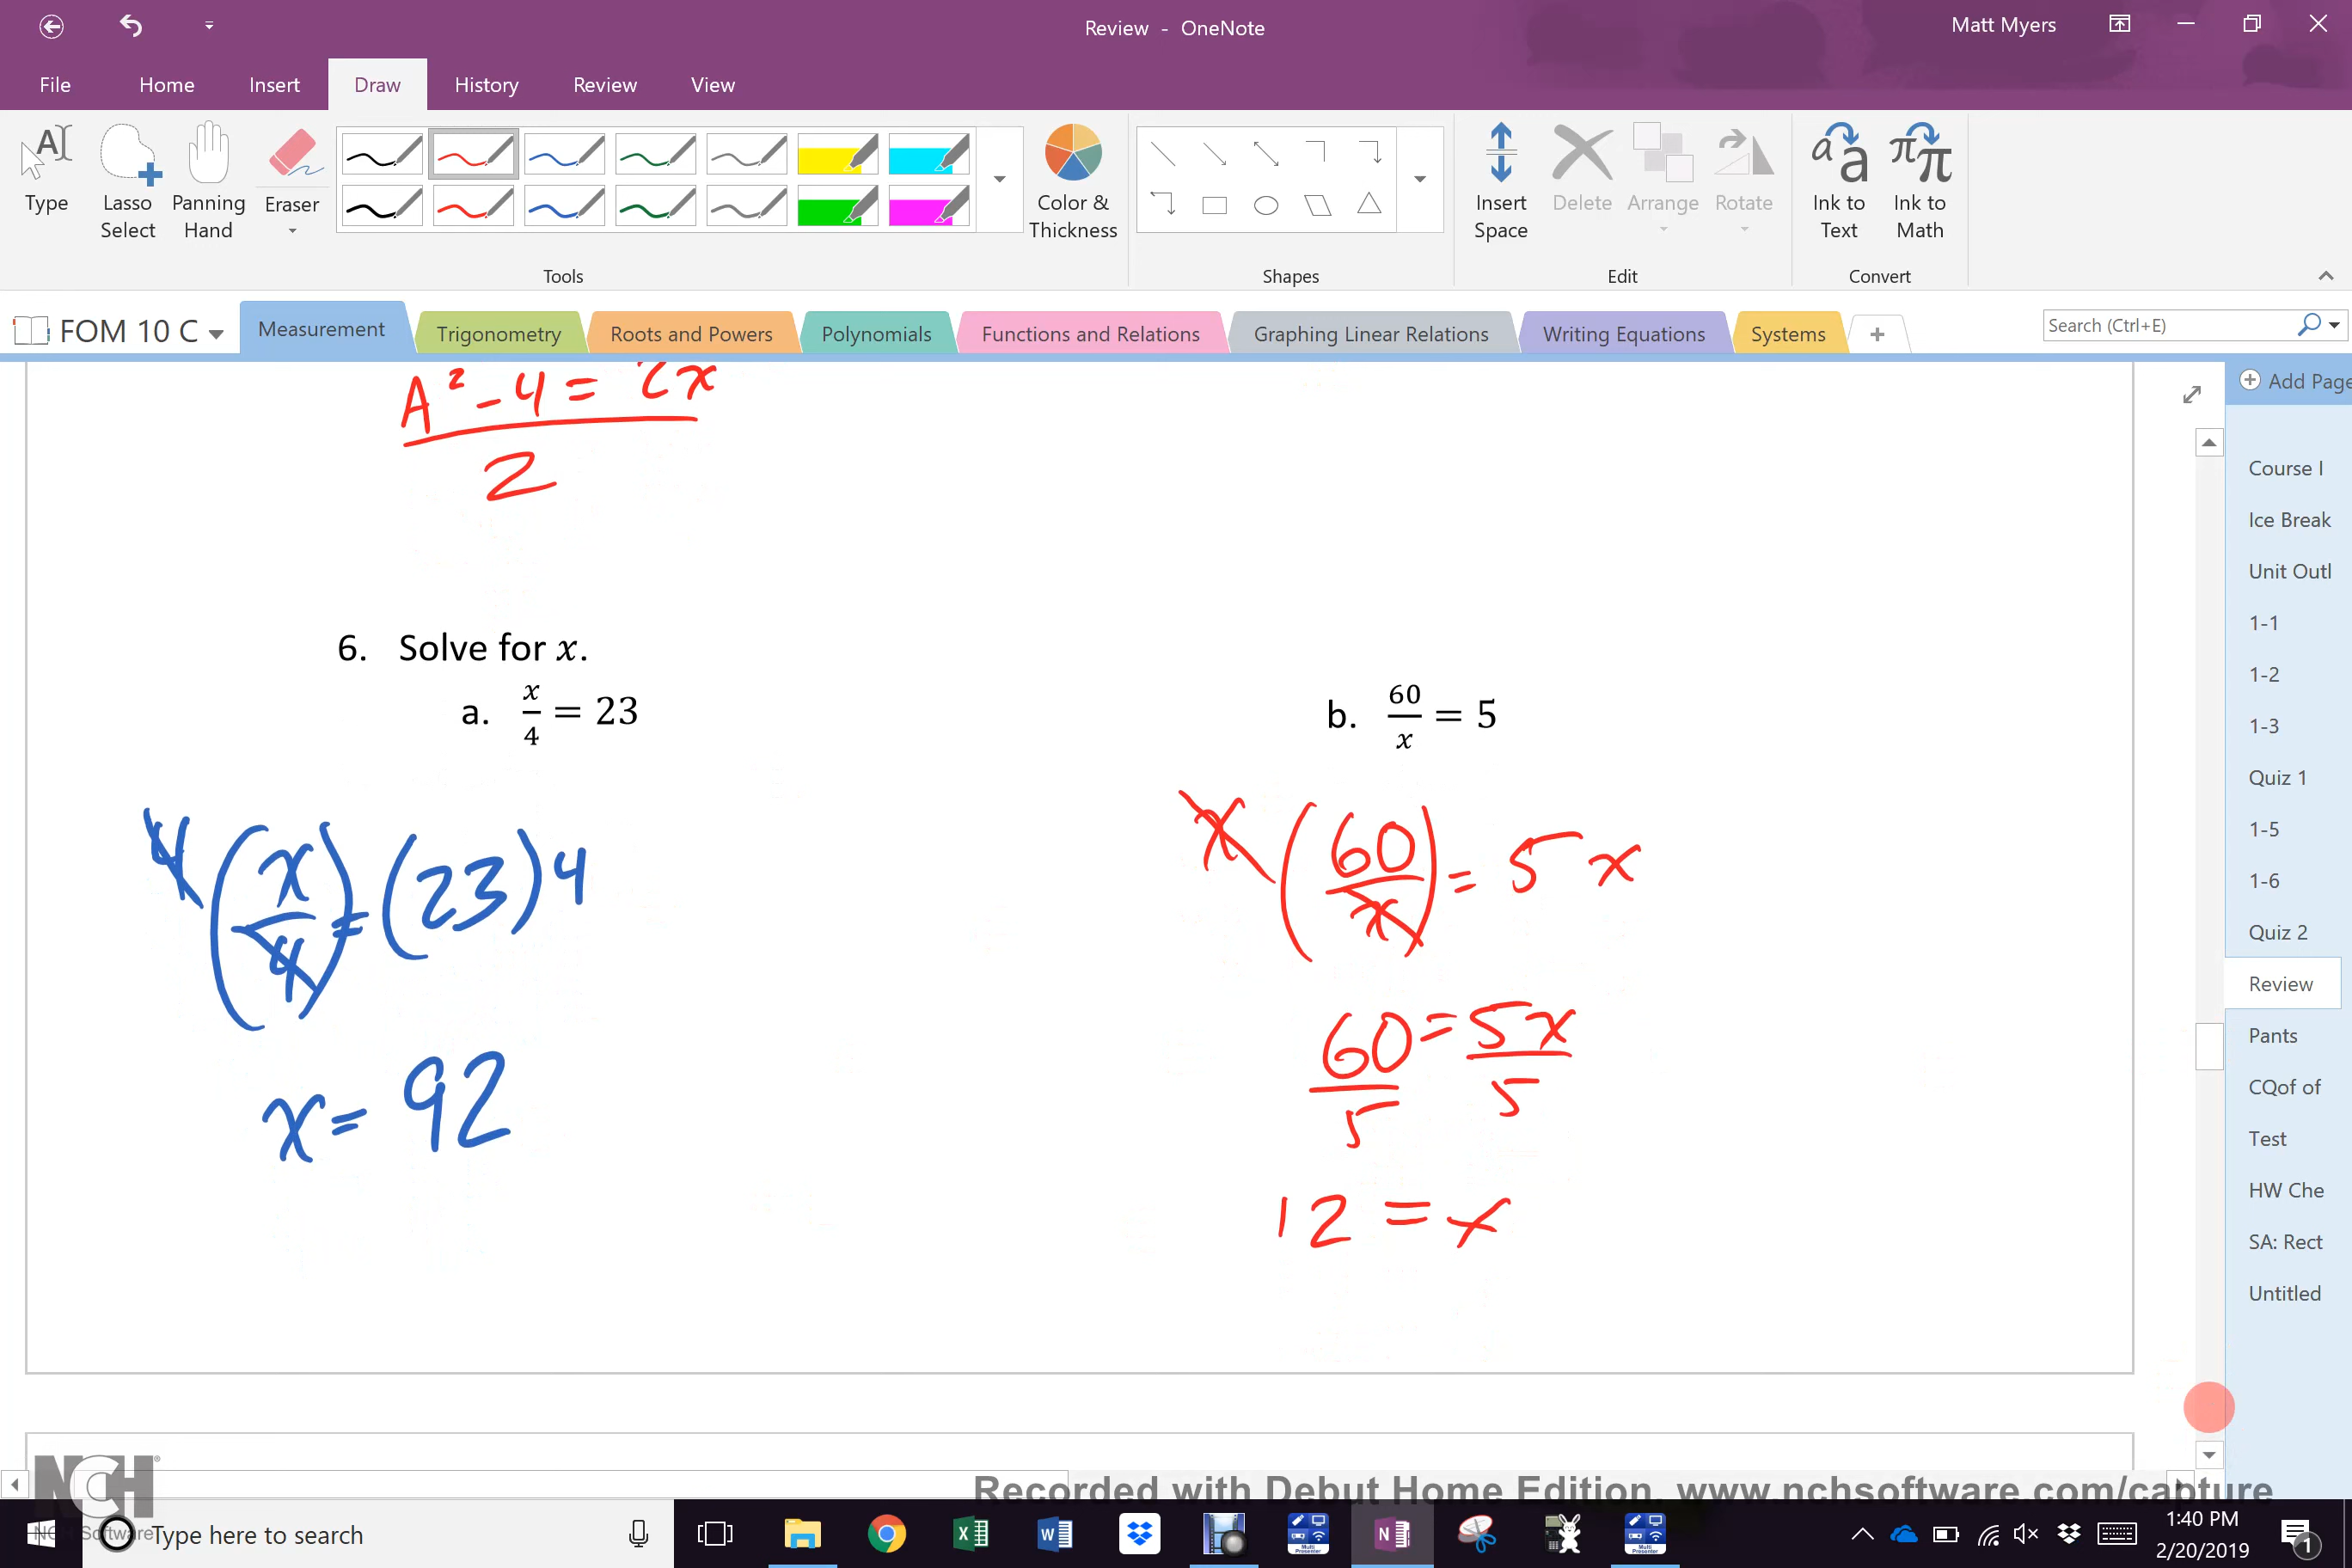 Review - OneNote
Matt Myers
File Home Insert Draw History Review View
Type
Lasso Select
Panning Hand
Eraser
Color & Thickness
Insert Space
Delete
Arrange
Rotate
Ink to Text
Ink to Math
Tools Shapes Edit Convert
FOM 10 C Measurement Trigonometry Roots and Powers Polynomials Functions and Relations Graphing Linear Relations Writing Equations Systems +
Search (Ctrl+E)
Add Page
Course I
Ice Break
Unit Outl
1-1
1-2
1-3
Quiz 1
1-5
1-6
Quiz 2
Review
Pants
CQof of
Test
HW Che
SA: Rect
Untitled
A² - 4 = 2x
2
6. Solve for x.
a. x/4 = 23
b. 60/x = 5
4(x/4) = (23)4
x = 92
x(60/x) = 5x
60/5 = 5x/5
12 = x
NCH®
NCH Software
Recorded with Debut Home Edition. www.nchsoftware.com/capture
Type here to search
1:40 PM
2/20/2019
1